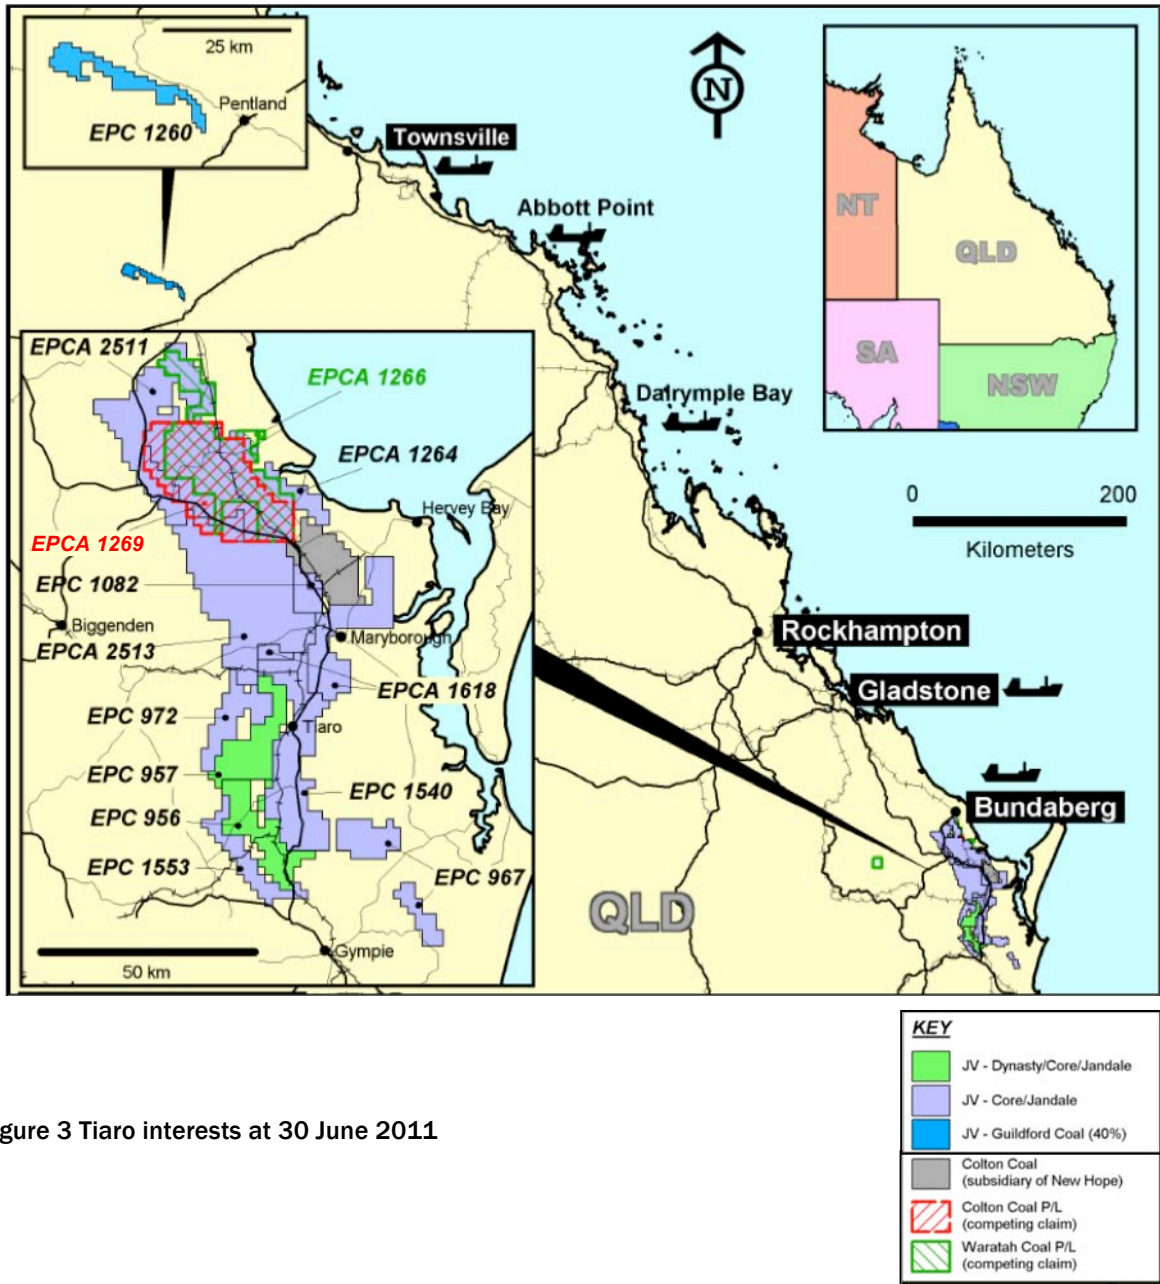 25 km
Pentland
EPC 1260
N
Townsville
Abbott Point
NT
QLD
SA
NSW
Dalrymple Bay
0 200
Kilometers
EPCA 2511
EPCA 1266
EPCA 1264
Hervey Bay
EPCA 1269
EPC 1082
Biggenden
Maryborough
EPCA 2513
EPCA 1618
EPC 972
Tiaro
EPC 957
EPC 1540
EPC 956
EPC 1553
EPC 967
Gympie
50 km
Rockhampton
Gladstone
Bundaberg
QLD
KEY
JV - Dynasty/Core/Jandale
JV - Core/Jandale
JV - Guildford Coal (40%)
Colton Coal
(subsidiary of New Hope)
Colton Coal P/L
(competing claim)
Waratah Coal P/L
(competing claim)
gure 3 Tiaro interests at 30 June 2011